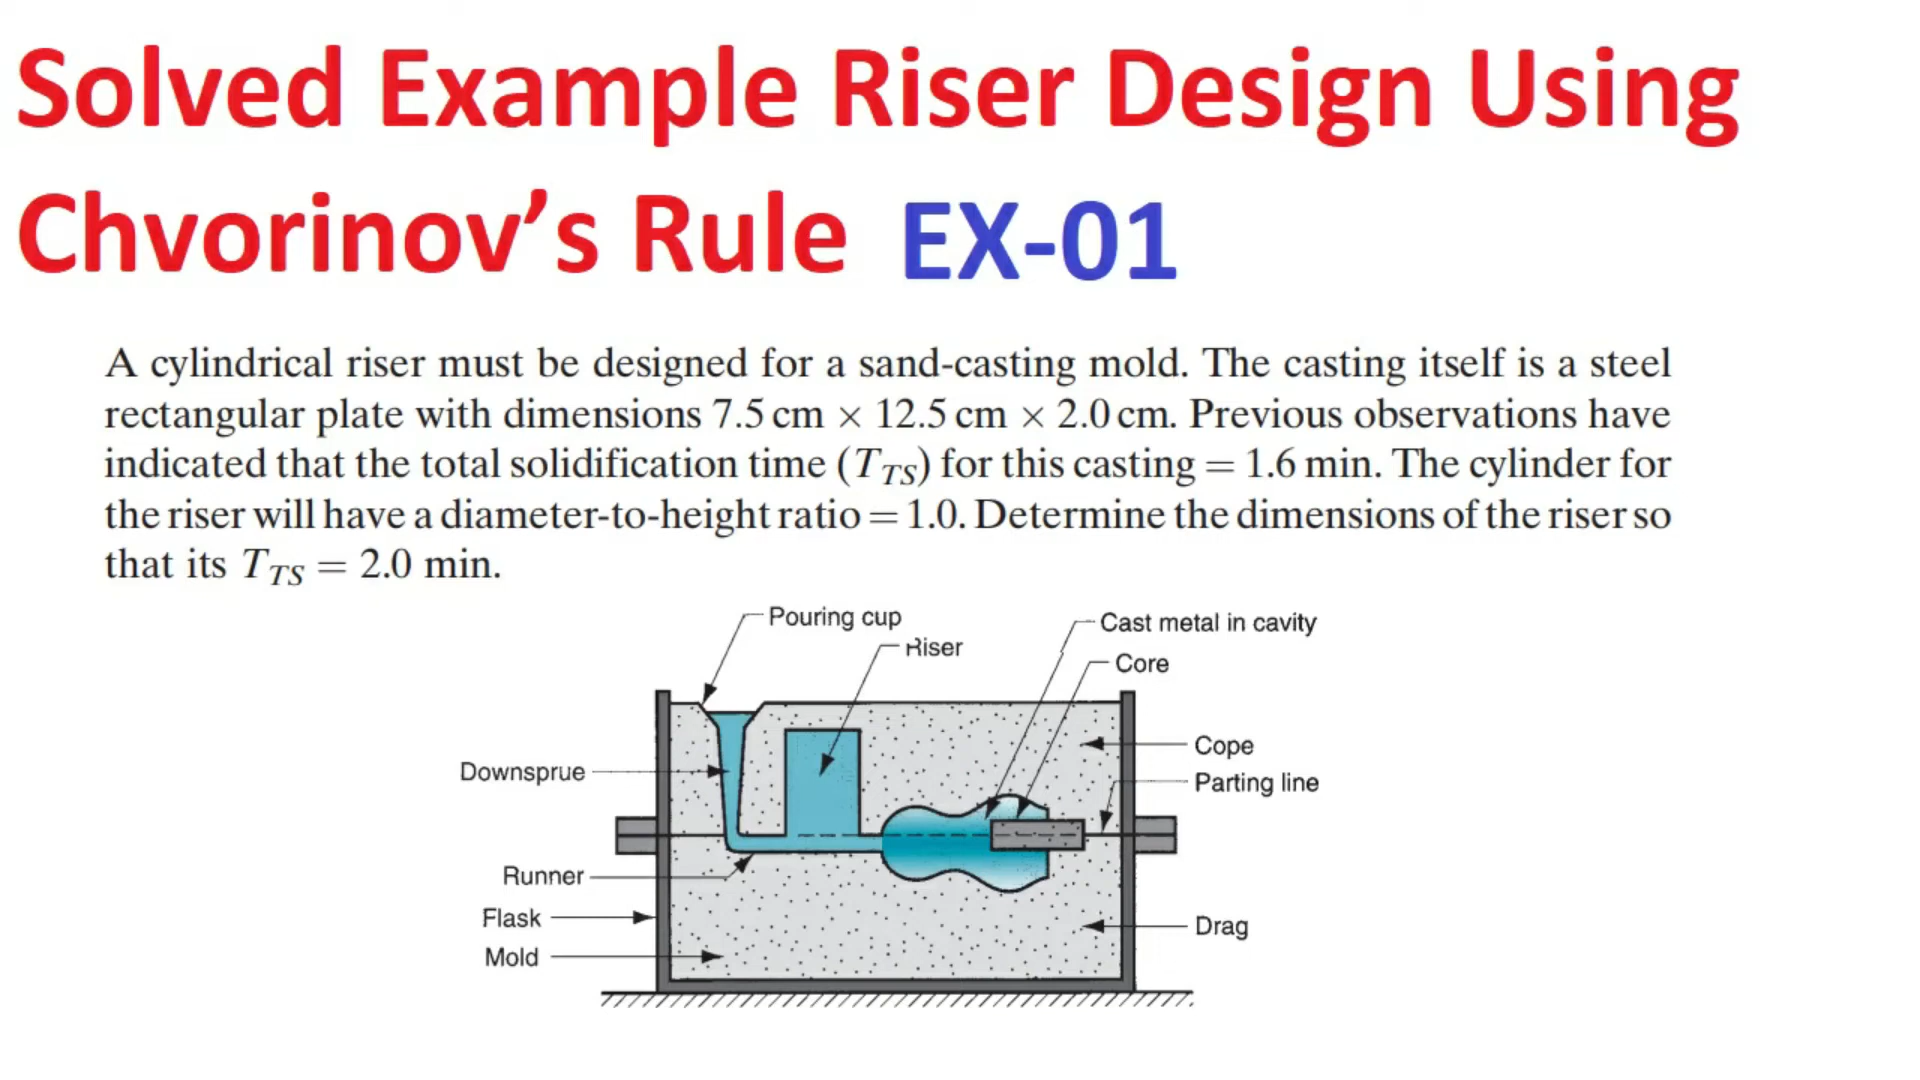 Solved Example Riser Design Using
Chvorinov’s Rule EX-01
A cylindrical riser must be designed for a sand-casting mold. The casting itself is a steel
rectangular plate with dimensions 7.5 cm × 12.5 cm × 2.0 cm. Previous observations have
indicated that the total solidification time (T_TS) for this casting = 1.6 min. The cylinder for
the riser will have a diameter-to-height ratio = 1.0. Determine the dimensions of the riser so
that its T_TS = 2.0 min.
Pouring cup
Riser
Cast metal in cavity
Core
Downsprue
Cope
Parting line
Runner
Flask
Drag
Mold